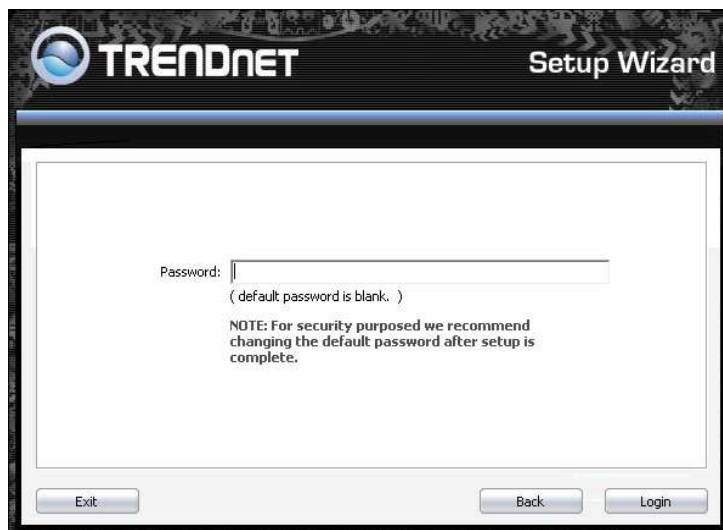 TRENDNET
Setup Wizard
Password:
( default password is blank. )
NOTE: For security purposed we recommend
changing the default password after setup is
complete.
Exit
Back
Login